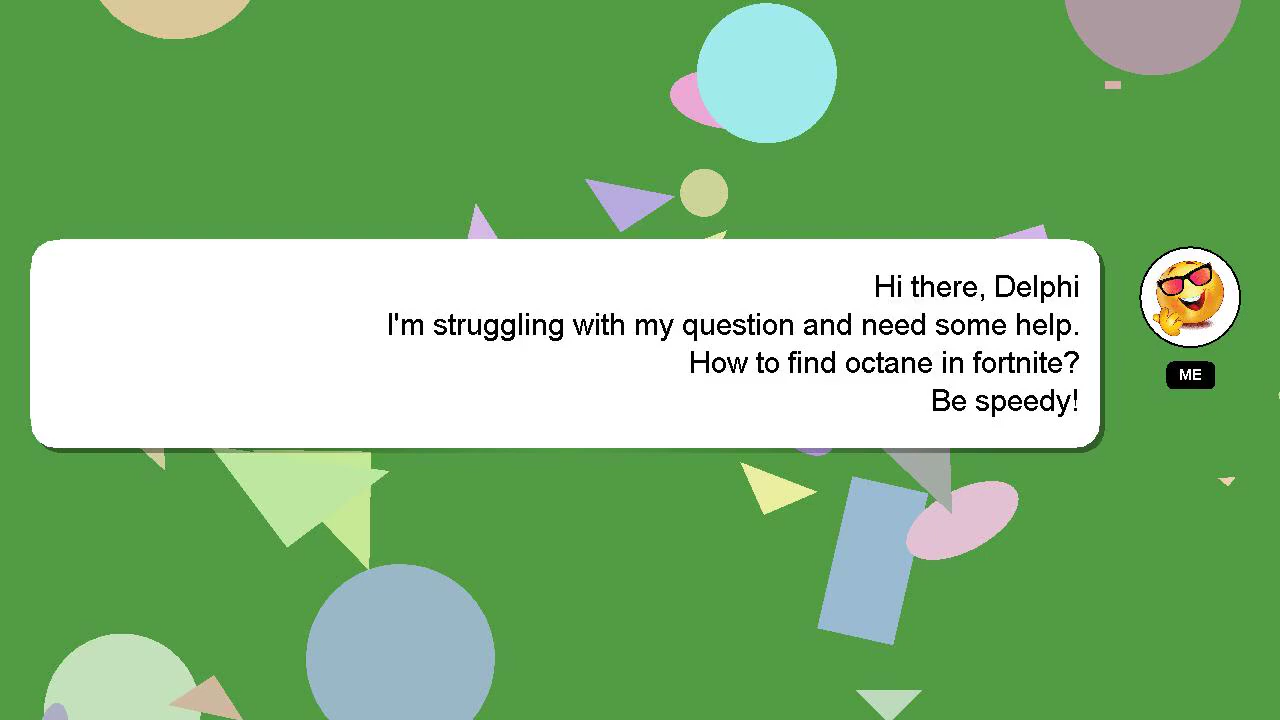 Hi there, Delphi
I'm struggling with my question and need some help.
How to find octane in fortnite?
Be speedy!
ME